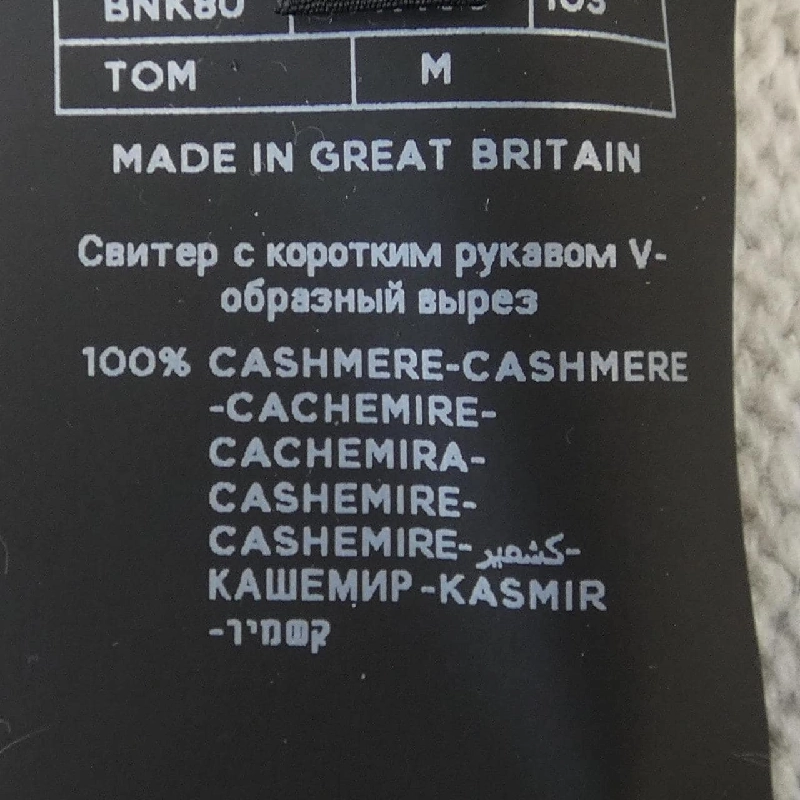 BNK80 103
TOM M
MADE IN GREAT BRITAIN
Свитер с коротким рукавом V-
образный вырез
100% CASHMERE-CASHMERE
-CACHEMIRE-
CACHEMIRA-
CASHEMIRE-
CASHEMIRE-كشمير-
КАШЕМИР-KASMIR
-קשמיר